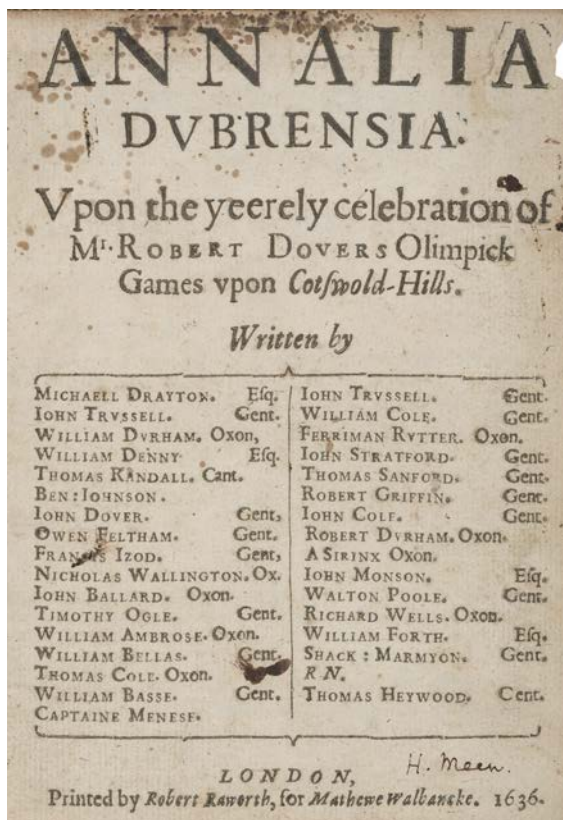 ANNALIA
DVBRENSIA.
Vpon the yeerely celebration of
Mr. ROBERT DOVERS Olimpick
Games vpon Cotſwold-Hills.
Written by
MICHAELL DRAYTON. Eſq.
IOHN TRVSSELL. Gent.
WILLIAM DVRHAM. Oxon,
WILLIAM DENNY Eſq.
THOMAS RANDALL. Cant.
BEN: IOHNSON.
IOHN DOVER. Gent,
OWEN FELTHAM. Gent.
FRANCIS IZOD. Gent,
NICHOLAS WALLINGTON. Ox.
IOHN BALLARD. Oxon.
TIMOTHY OGLE. Gent.
WILLIAM AMBROSE. Oxon.
WILLIAM BELLAS. Gent.
THOMAS COLE. Oxon.
WILLIAM BASSE. Gent.
CAPTAINE MENESE.
IOHN TRVSSELL. Gent.
WILLIAM COLE. Gent.
FERRIMAN RVTTER. Oxon.
IOHN STRATFORD. Gent.
THOMAS SANFORD. Gent.
ROBERT GRIFFIN. Gent.
IOHN COLE. Gent.
ROBERT DVRHAM. Oxon.
A SIRINX Oxon.
IOHN MONSON. Eſq.
WALTON POOLE. Gent.
RICHARD WELLS. Oxon.
WILLIAM FORTH. Eſq.
SHACK: MARMYON. Gent.
R N.
THOMAS HEYWOOD. Gent.
LONDON,
H. Meen.
Printed by Robert Raworth, for Mathewe Walbancke. 1636.